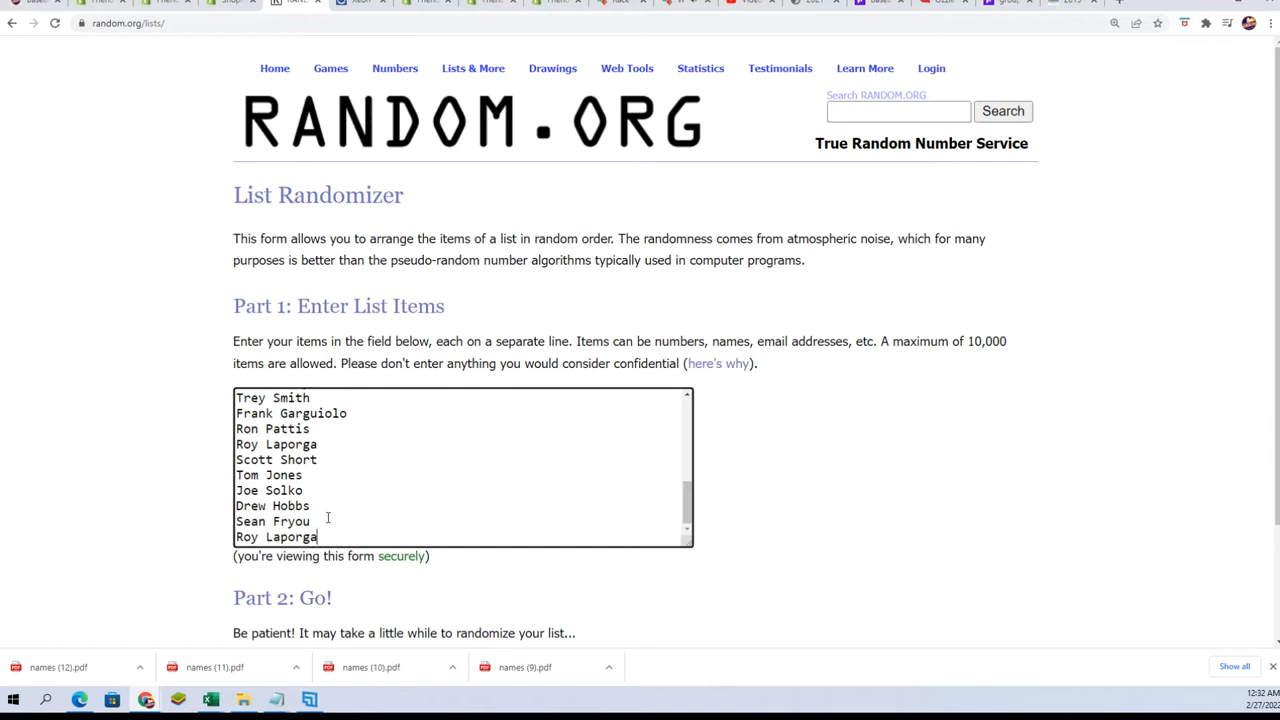 random.org/lists/
Home Games Numbers Lists & More Drawings Web Tools Statistics Testimonials Learn More Login
RANDOM.ORG
Search RANDOM.ORG
Search
True Random Number Service
List Randomizer
This form allows you to arrange the items of a list in random order. The randomness comes from atmospheric noise, which for many
purposes is better than the pseudo-random number algorithms typically used in computer programs.
Part 1: Enter List Items
Enter your items in the field below, each on a separate line. Items can be numbers, names, email addresses, etc. A maximum of 10,000
items are allowed. Please don't enter anything you would consider confidential (here's why).
Trey Smith
Frank Garguiolo
Ron Pattis
Roy Laporga
Scott Short
Tom Jones
Joe Solko
Drew Hobbs
Sean Fryou
Roy Laporga
(you're viewing this form securely)
Part 2: Go!
Be patient! It may take a little while to randomize your list...
names (12).pdf names (11).pdf names (10).pdf names (9).pdf Show all
12:32 AM